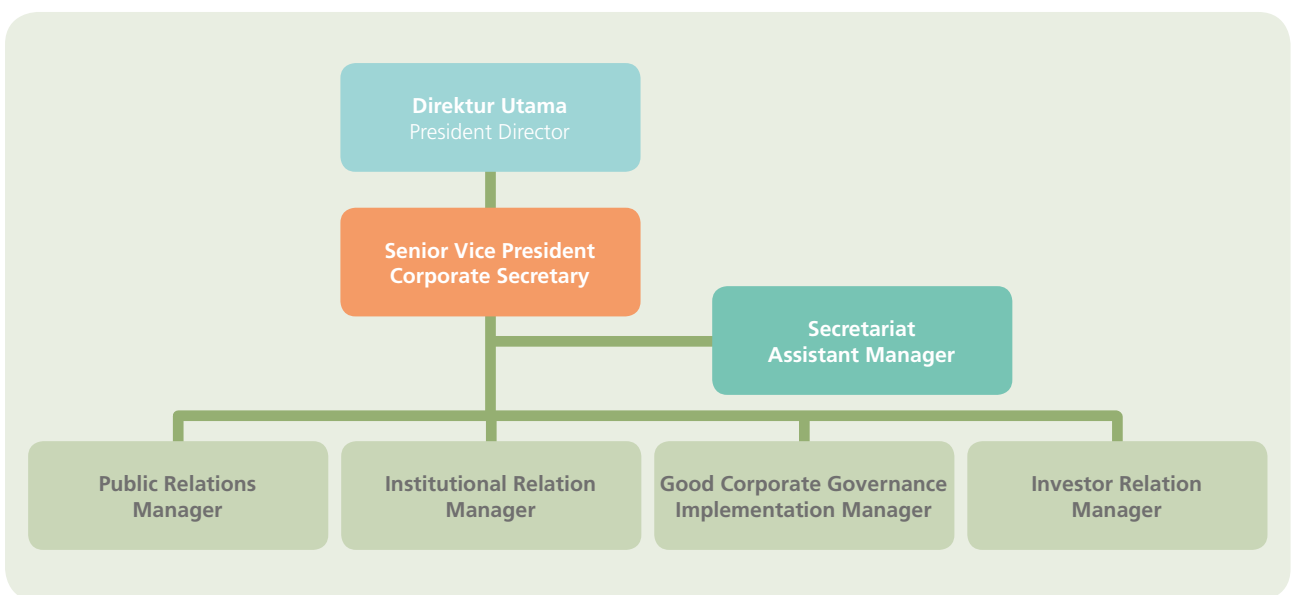 Direktur Utama
President Director
Senior Vice President
Corporate Secretary
Secretariat
Assistant Manager
Public Relations
Manager
Institutional Relation
Manager
Good Corporate Governance
Implementation Manager
Investor Relation
Manager